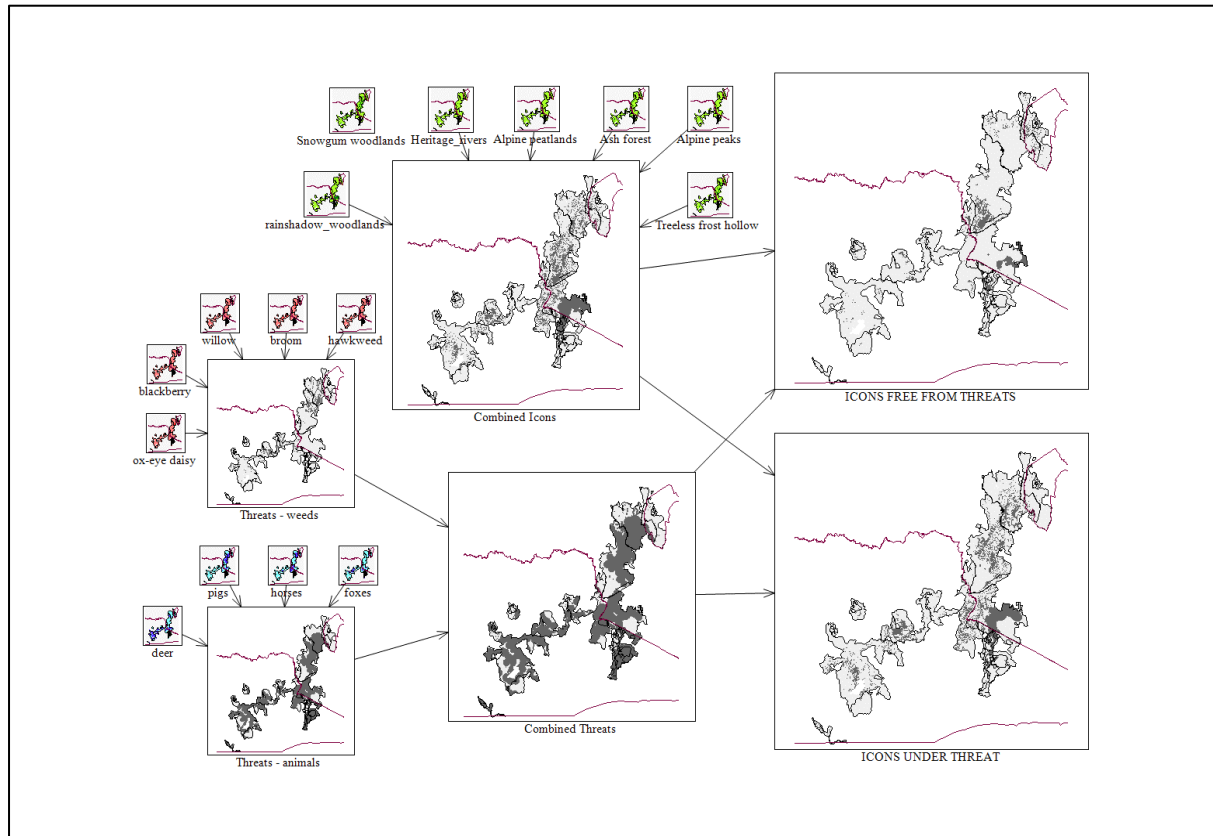 Snowgum woodlands
Heritage_rivers
Alpine peatlands
Ash forest
Alpine peaks
rainshadow_woodlands
Treeless frost hollow
willow
broom
hawkweed
blackberry
ox-eye daisy
Combined Icons
ICONS FREE FROM THREATS
Threats - weeds
pigs
horses
foxes
deer
Combined Threats
Threats - animals
ICONS UNDER THREAT